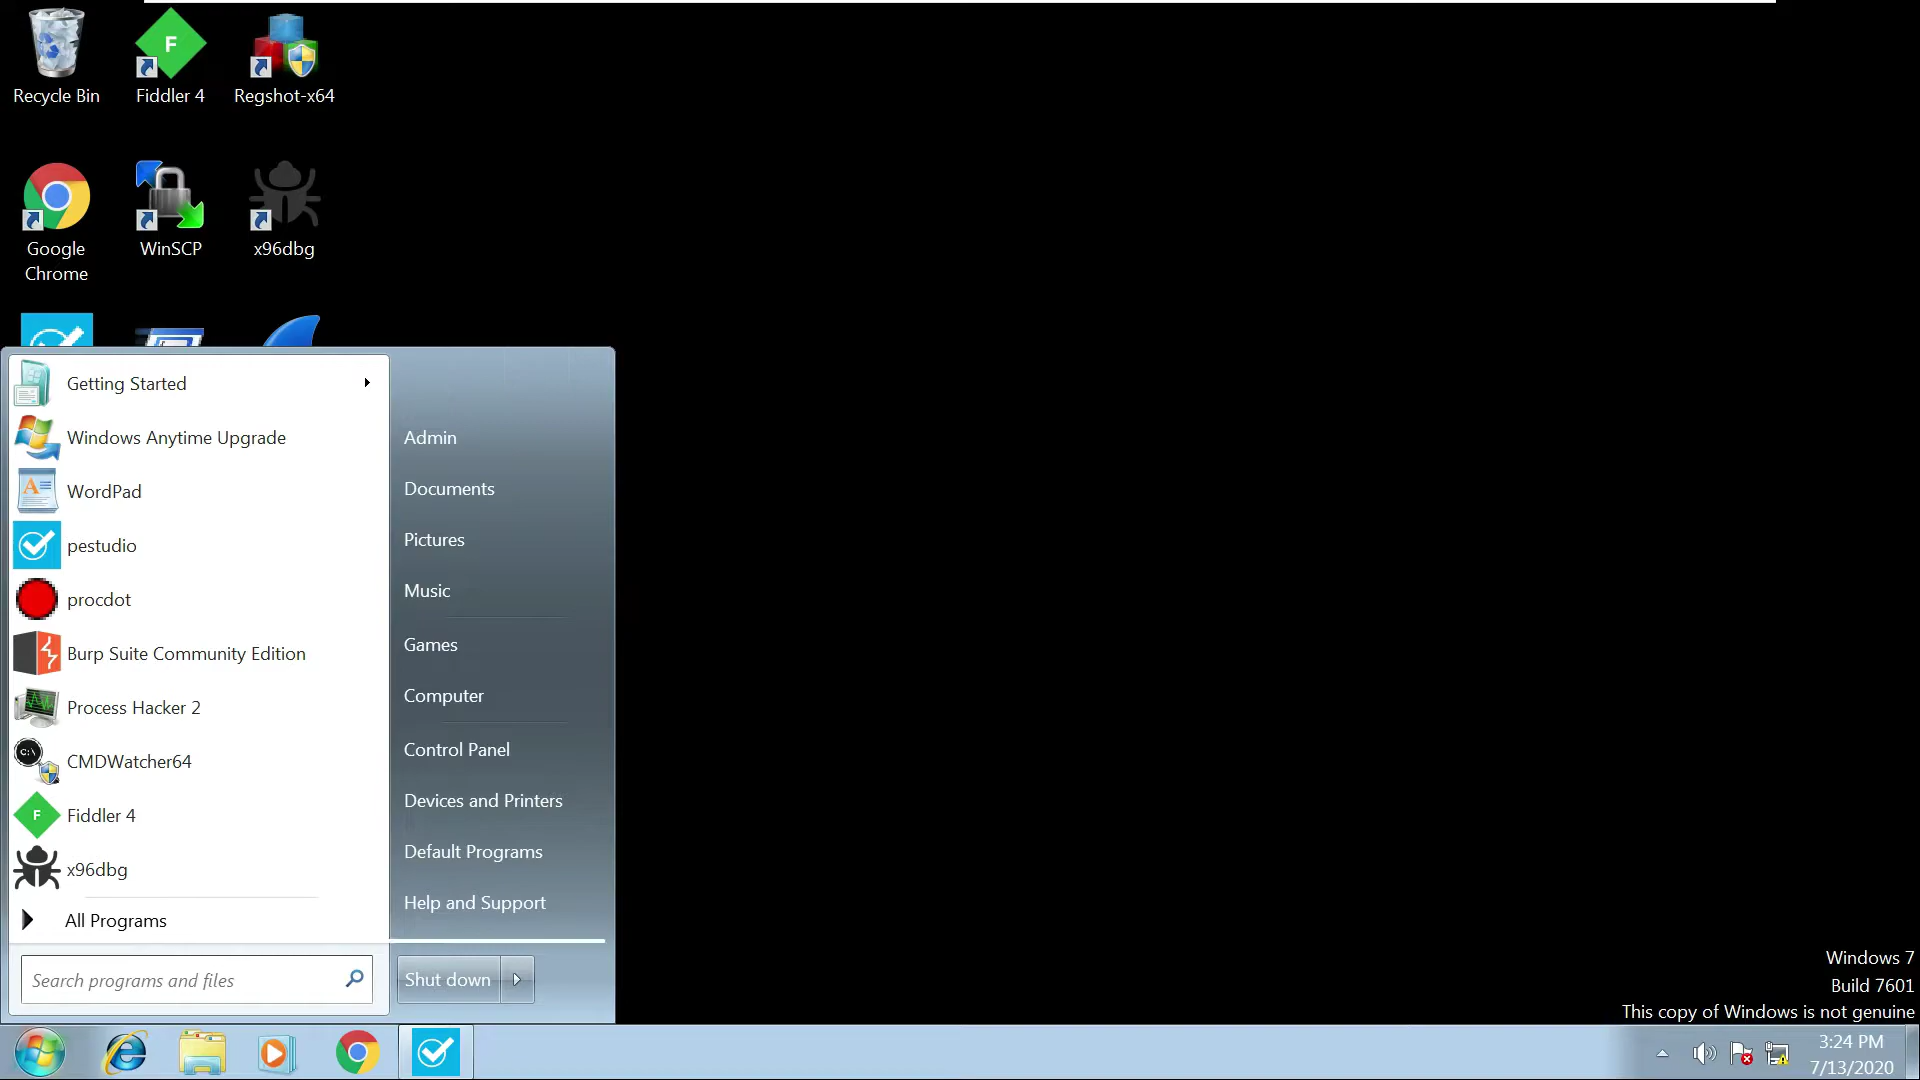 Recycle Bin
Fiddler 4
Regshot-x64
Google
Chrome
WinSCP
x96dbg
Getting Started
Windows Anytime Upgrade
WordPad
pestudio
procdot
Burp Suite Community Edition
Process Hacker 2
CMDWatcher64
Fiddler 4
x96dbg
All Programs
Search programs and files
Admin
Documents
Pictures
Music
Games
Computer
Control Panel
Devices and Printers
Default Programs
Help and Support
Shut down
Windows 7
Build 7601
This copy of Windows is not genuine
3:24 PM
7/13/2020